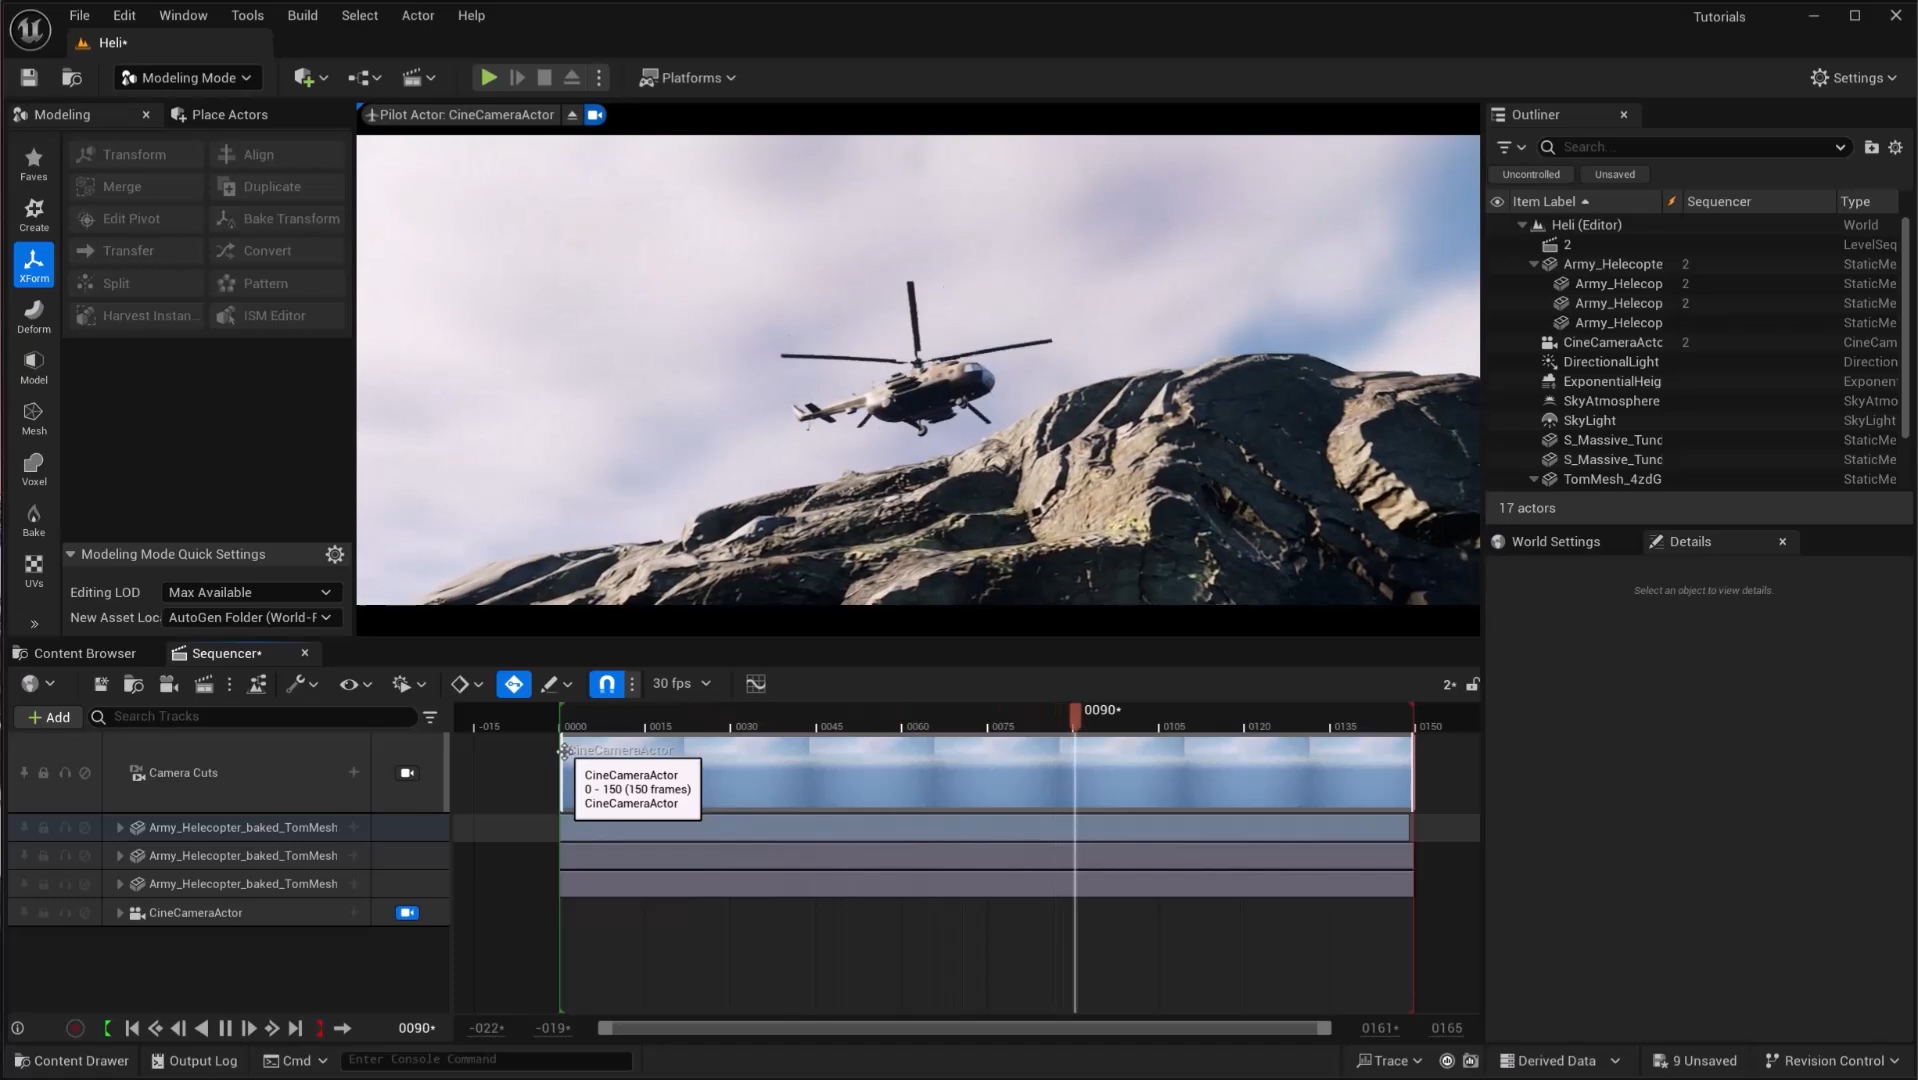 File Edit Window Tools Build Select Actor Help
Tutorials
Heli*
Modeling Mode
Platforms
Settings
Modeling
Place Actors
Pilot Actor: CineCameraActor
Outliner
Faves
Create
XForm
Deform
Model
Mesh
Voxel
Bake
UVs
Transform
Align
Merge
Duplicate
Edit Pivot
Bake Transform
Transfer
Convert
Split
Pattern
Harvest Instan...
ISM Editor
Modeling Mode Quick Settings
Editing LOD
Max Available
New Asset Loca
AutoGen Folder (World-F
Search...
Uncontrolled
Unsaved
Item Label
Sequencer
Type
Heli (Editor) World
2 LevelSeq
Army_Helecopte 2 StaticMe
Army_Helecop 2 StaticMe
Army_Helecop 2 StaticMe
Army_Helecop StaticMe
CineCameraActo 2 CineCam
DirectionalLight Direction
ExponentialHeig Exponen
SkyAtmosphere SkyAtmo
SkyLight SkyLight
S_Massive_Tund StaticMe
S_Massive_Tund StaticMe
TomMesh_4zdG StaticMe
17 actors
World Settings
Details
Select an object to view details.
Content Browser
Sequencer*
30 fps
2*
Add
Search Tracks
-015 0000 0015 0030 0045 0060 0075 0090* 0105 0120 0135 0150
Camera Cuts
CineCameraActor
CineCameraActor
0 - 150 (150 frames)
CineCameraActor
Army_Helecopter_baked_TomMesh
Army_Helecopter_baked_TomMesh
Army_Helecopter_baked_TomMesh
CineCameraActor
0090*
-022*
-019*
0161*
0165
Content Drawer
Output Log
Cmd
Enter Console Command
Trace
Derived Data
9 Unsaved
Revision Control